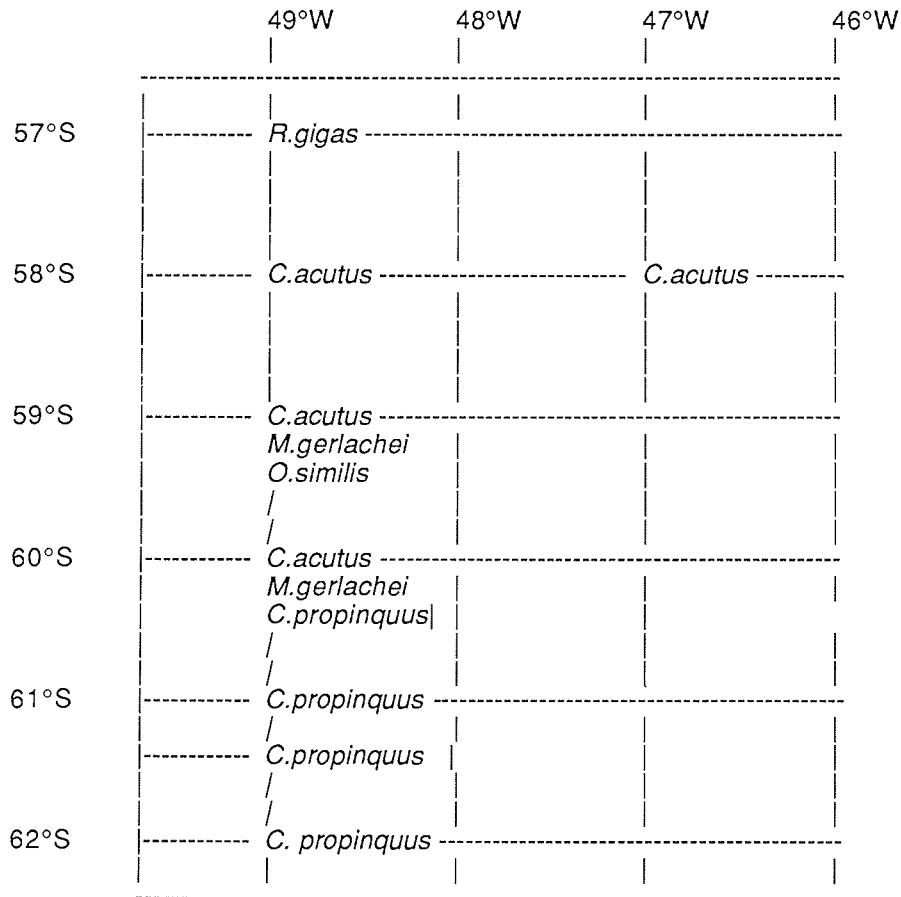 49°W 48°W 47°W 46°W
57°S R.gigas
58°S C.acutus C.acutus
59°S C.acutus
M.gerlachei
O.similis
60°S C.acutus
M.gerlachei
C.propinquus
61°S C.propinquus
C.propinquus
62°S C. propinquus